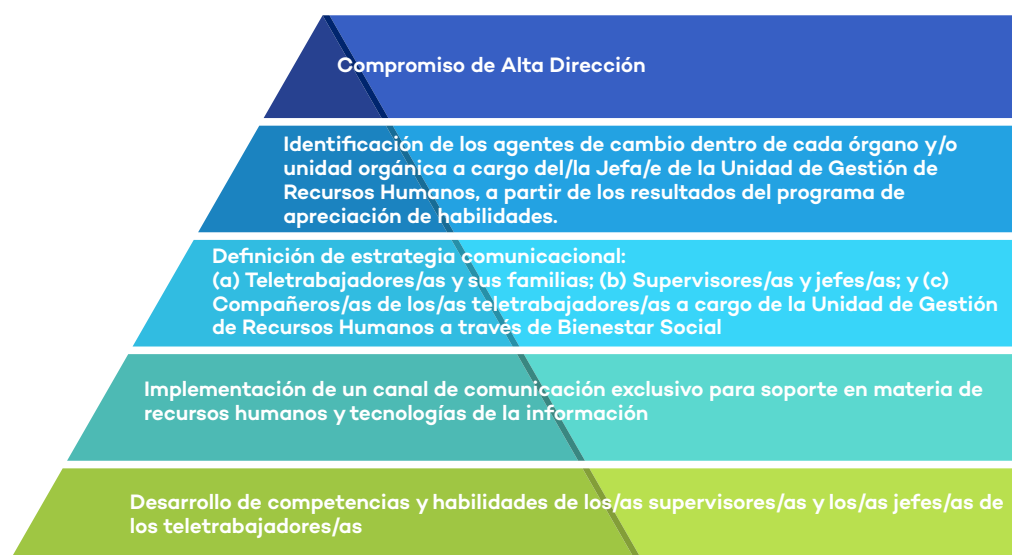 Compromiso de Alta Dirección
Identificación de los agentes de cambio dentro de cada órgano y/o
unidad orgánica a cargo del/la Jefa/e de la Unidad de Gestión de
Recursos Humanos, a partir de los resultados del programa de
apreciación de habilidades.
Definición de estrategia comunicacional:
(a) Teletrabajadores/as y sus familias; (b) Supervisores/as y jefes/as; y (c)
Compañeros/as de los/as teletrabajadores/as a cargo de la Unidad de Gestión
de Recursos Humanos a través de Bienestar Social
Implementación de un canal de comunicación exclusivo para soporte en materia de
recursos humanos y tecnologías de la información
Desarrollo de competencias y habilidades de los/as supervisores/as y los/as jefes/as de
los teletrabajadores/as